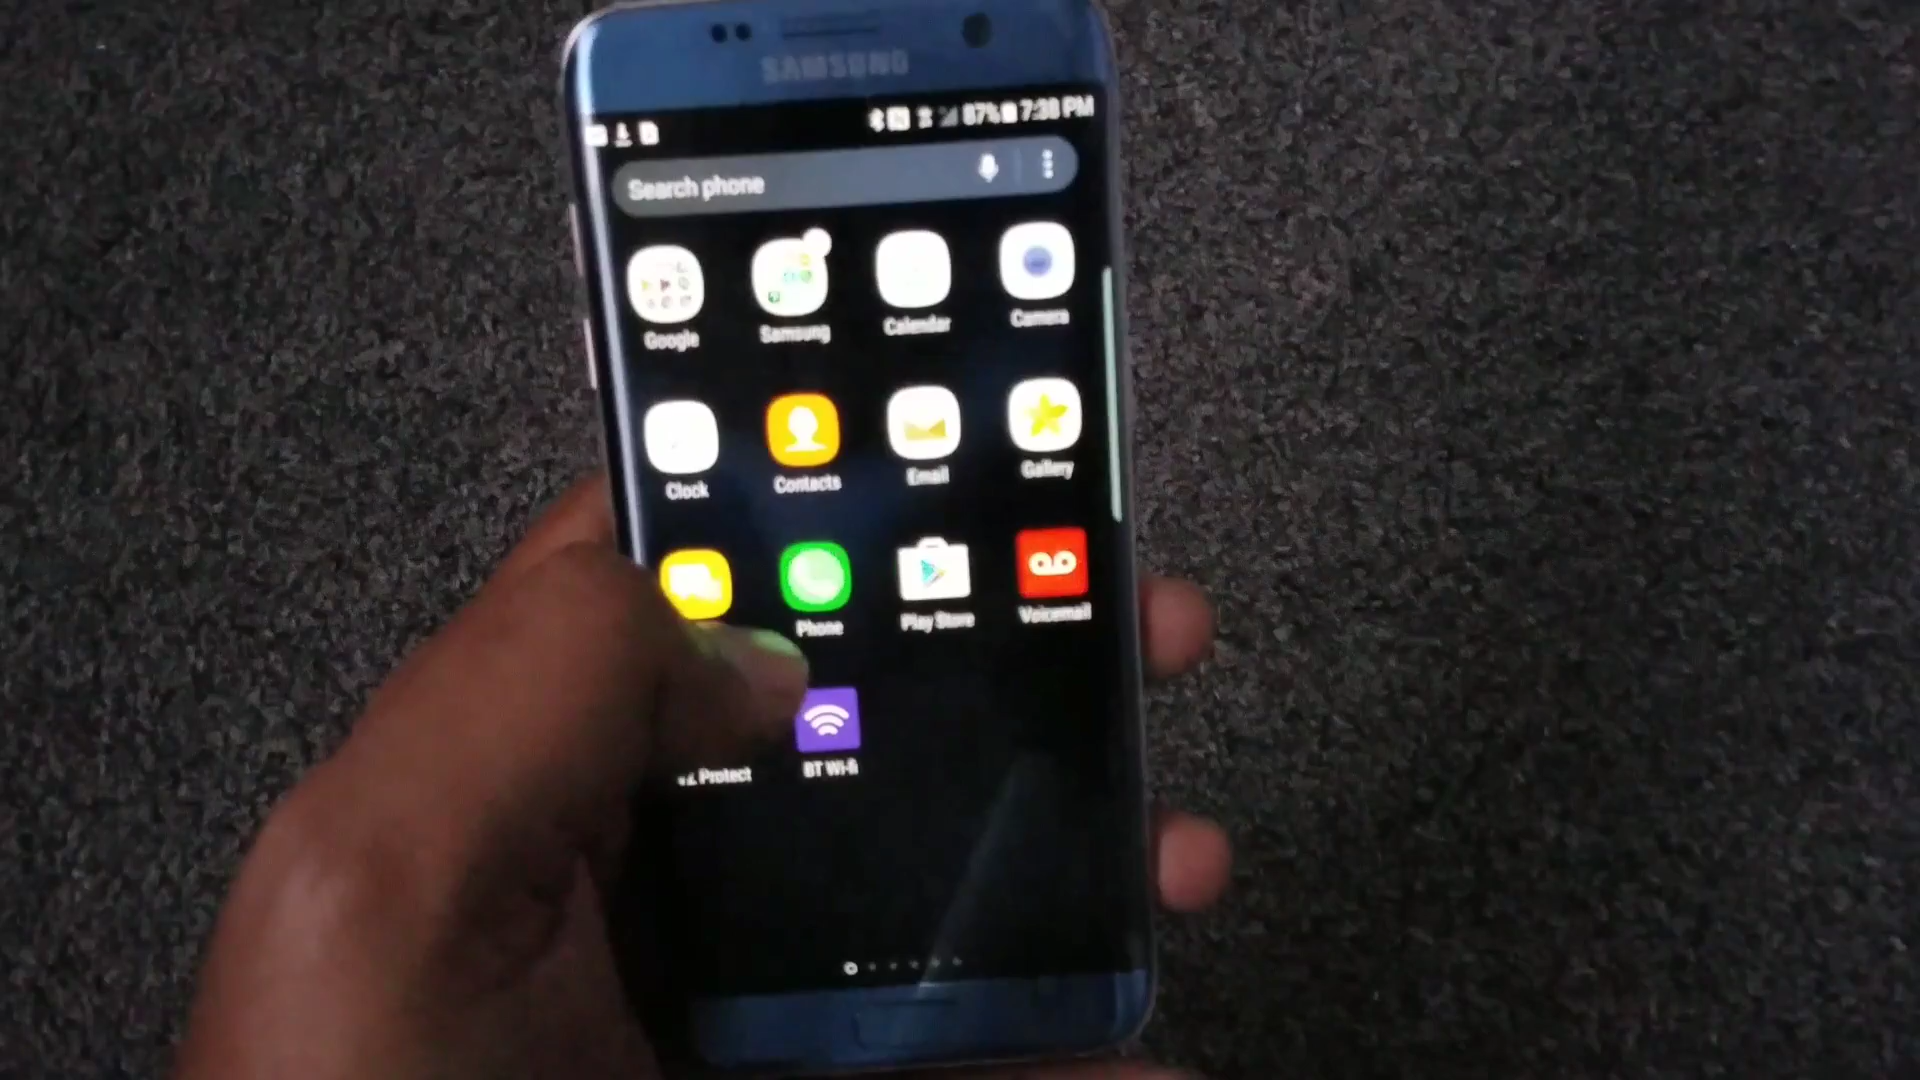 SAMSUNG
87% 7:38 PM
Search phone
Google Samsung Calendar Camera
Clock Contacts Email Gallery
Phone Play Store Voicemail
Protect BT Wi-fi